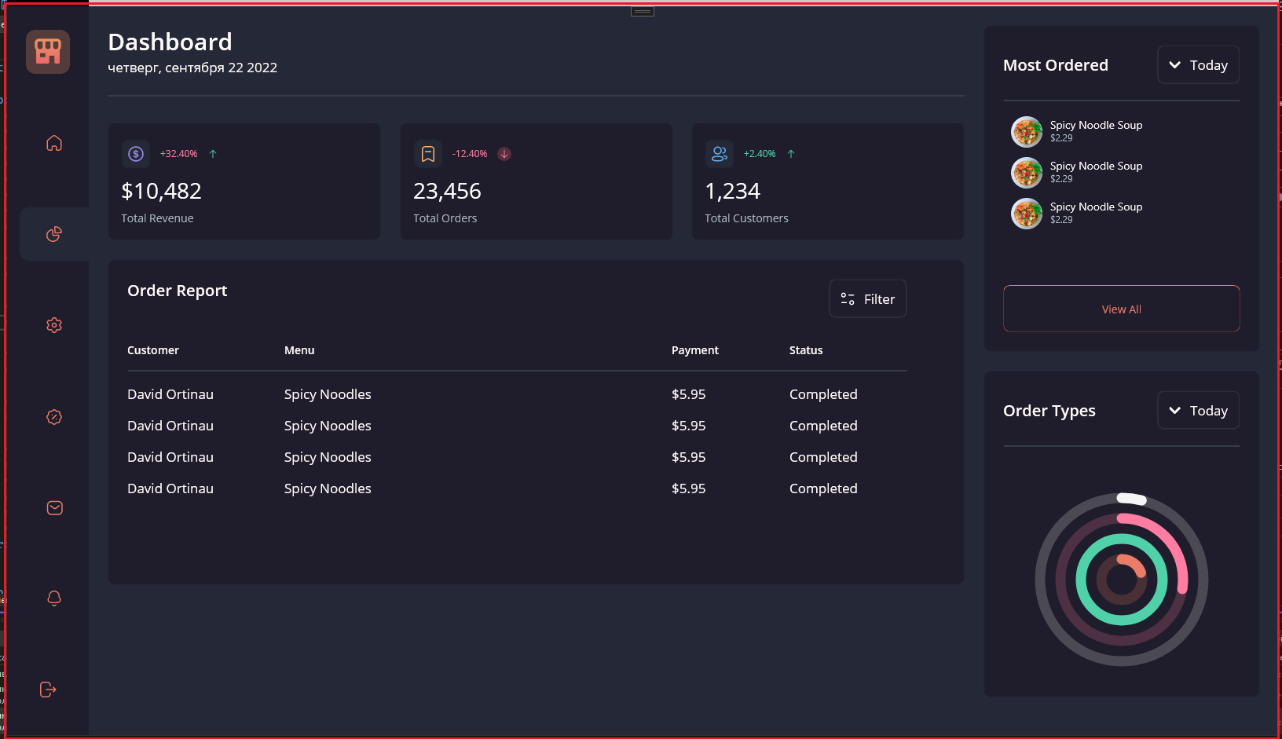 Dashboard
четверг, сентября 22 2022
+32.40%
$10,482
Total Revenue
-12.40%
23,456
Total Orders
+2.40%
1,234
Total Customers
Order Report
Filter
Customer Menu Payment Status
David Ortinau Spicy Noodles $5.95 Completed
David Ortinau Spicy Noodles $5.95 Completed
David Ortinau Spicy Noodles $5.95 Completed
David Ortinau Spicy Noodles $5.95 Completed
Most Ordered
Today
Spicy Noodle Soup
$2.29
Spicy Noodle Soup
$2.29
Spicy Noodle Soup
$2.29
View All
Order Types
Today